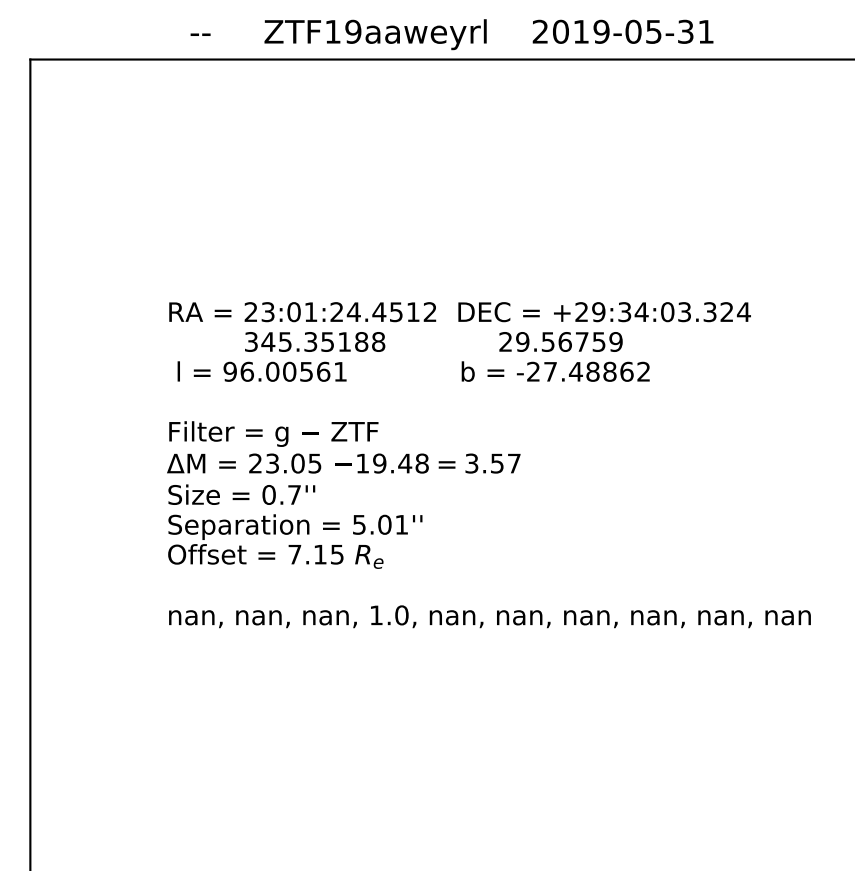 -- ZTF19aaweyrl 2019-05-31
RA = 23:01:24.4512 DEC = +29:34:03.324
345.35188 29.56759
l = 96.00561 b = -27.48862
Filter = g − ZTF
ΔM = 23.05 −19.48 = 3.57
Size = 0.7''
Separation = 5.01''
Offset = 7.15 Re
nan, nan, nan, 1.0, nan, nan, nan, nan, nan, nan